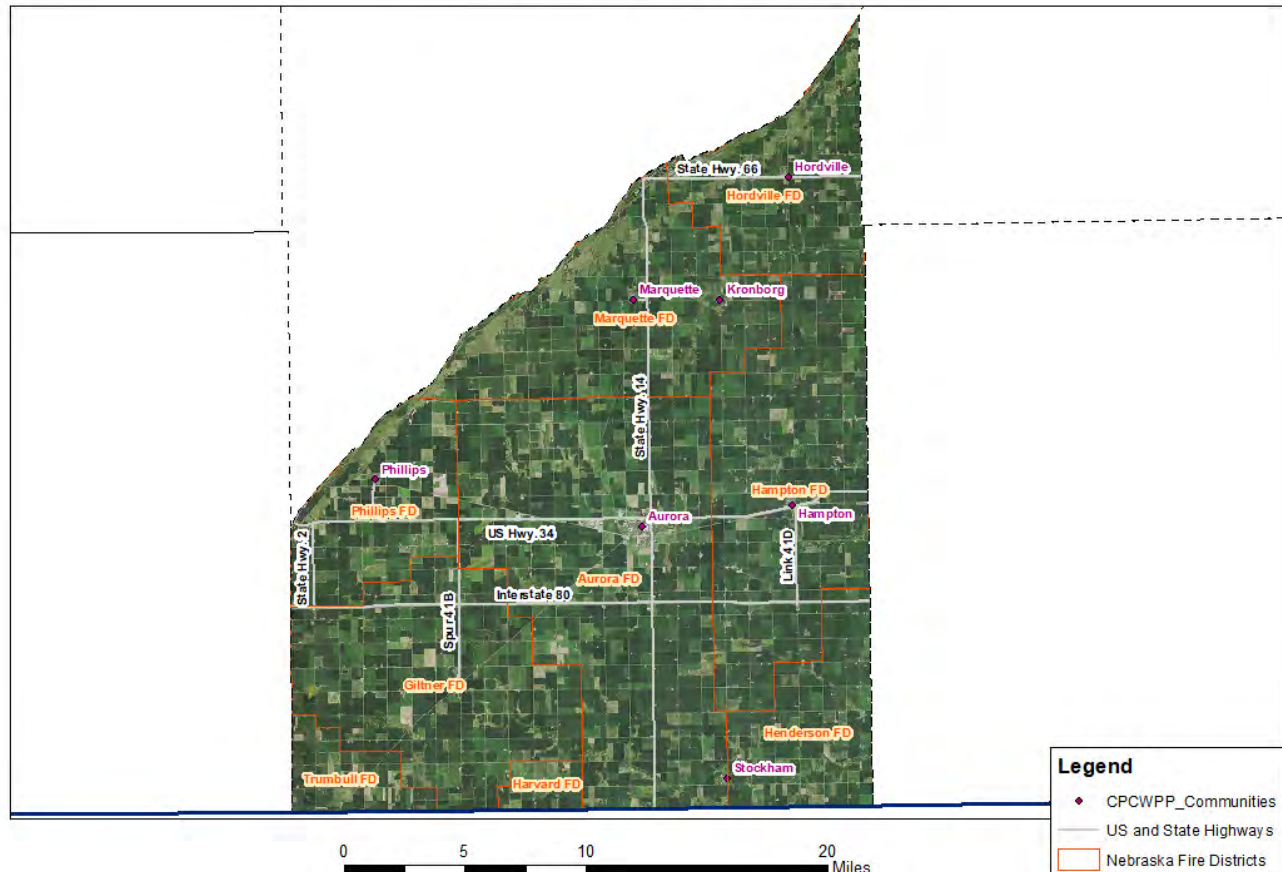 State Hwy. 66
Hordville
Hordville FD
Marquette
Kronborg
Marquette FD
State Hwy. 14
Phillips
Phillips FD
Hampton FD
Hampton
Aurora
US Hwy. 34
State Hwy. 2
Link 41D
Aurora FD
Interstate 80
Spur 41B
Giltner FD
Henderson FD
Stockham
Trumbull FD
Harvard FD
Legend
CPCWPP_Communities
US and State Highways
Nebraska Fire Districts
0 5 10 20
Miles